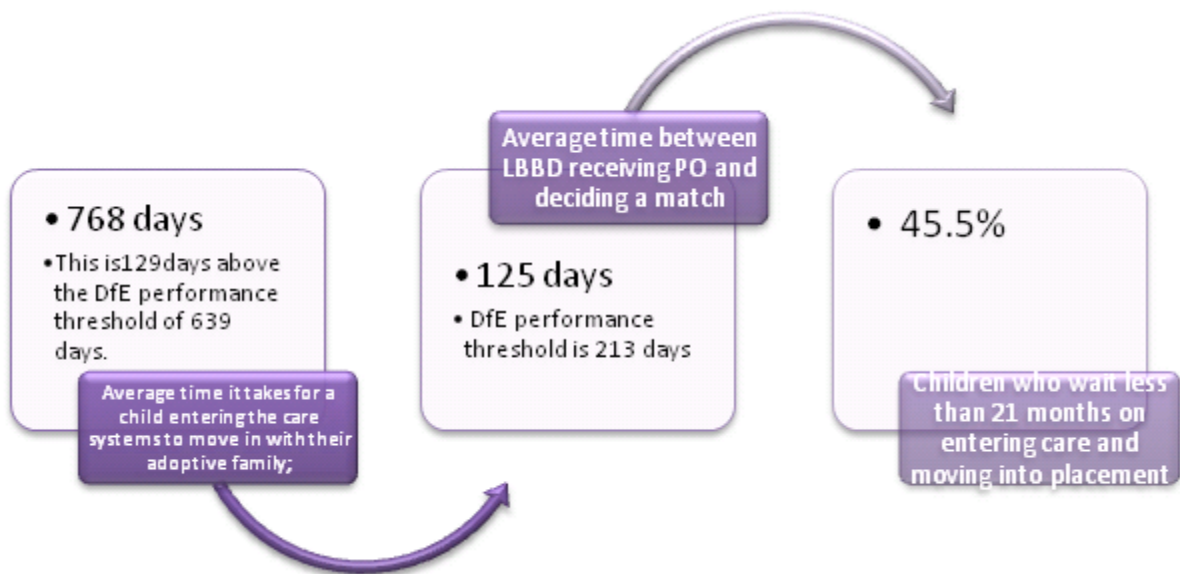 • 768 days
•This is129days above
the DfE performance
threshold of 639
days.
Average time it takes for a
child entering the care
systems to move in with their
adoptive family;
Average time between
LBBD receiving PO and
deciding a match
• 125 days
• DfE performance
threshold is 213 days
• 45.5%
Children who wait less
than 21 months on
entering care and
moving into placement